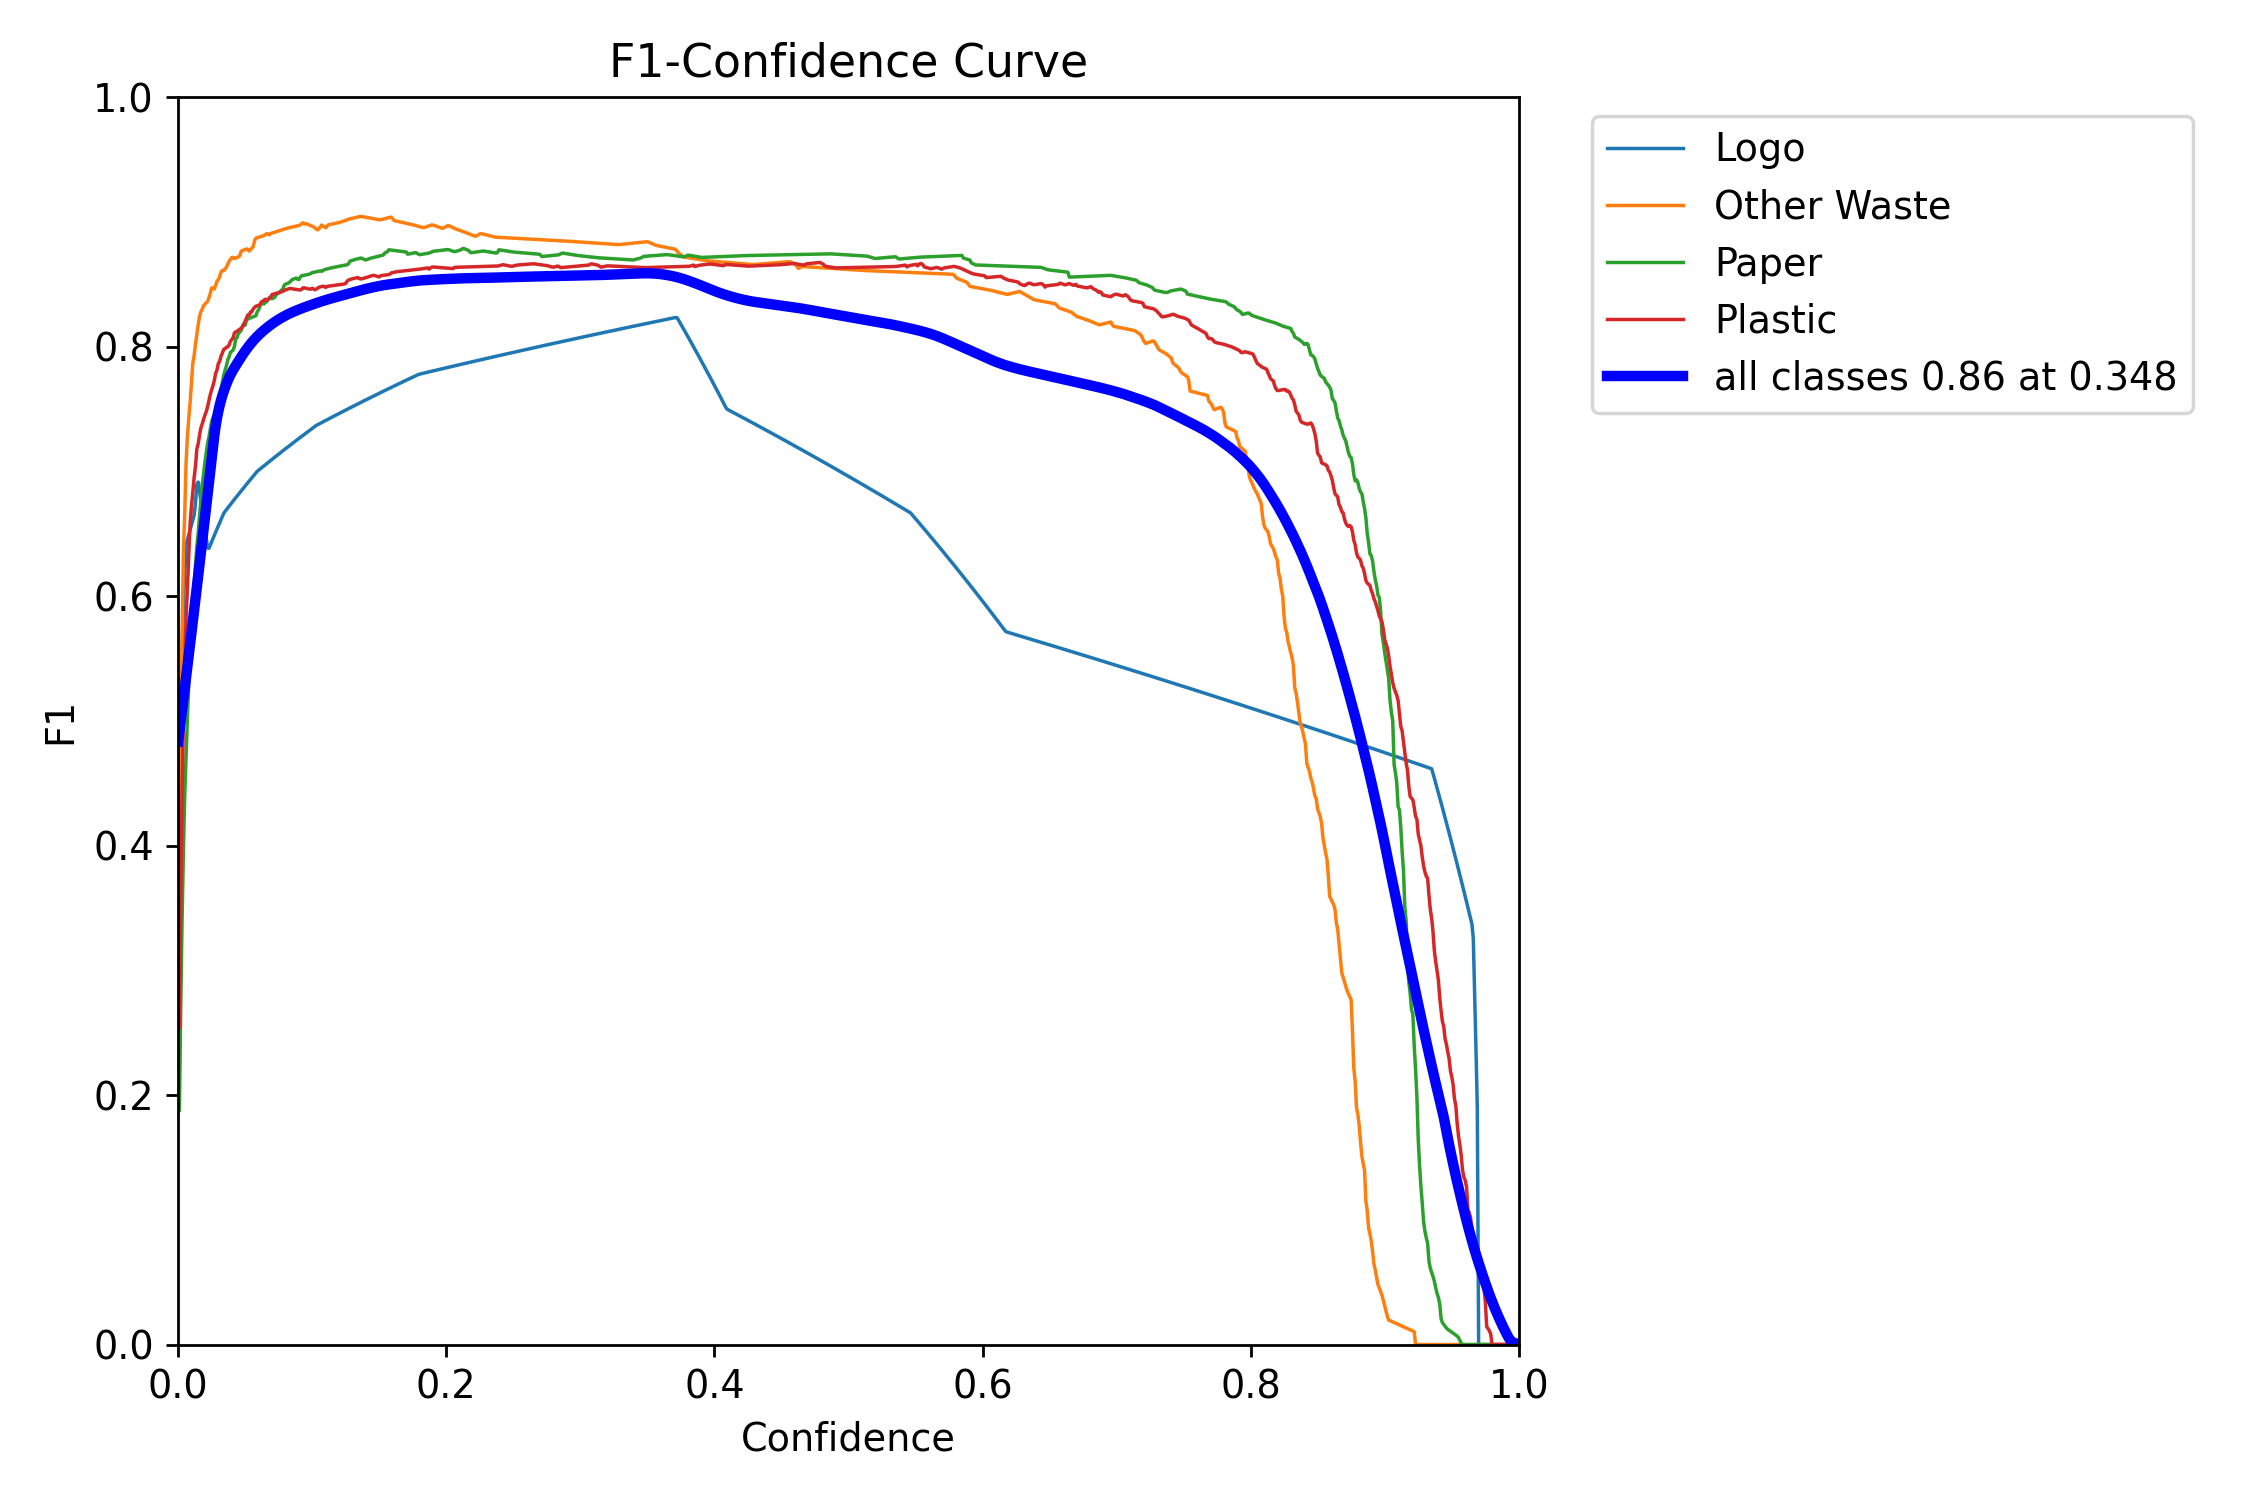 F1-Confidence Curve
1.0
0.8
0.6
0.4
0.2
0.0
F1
0.0 0.2 0.4 0.6 0.8 1.0
Confidence
Logo
Other Waste
Paper
Plastic
all classes 0.86 at 0.348